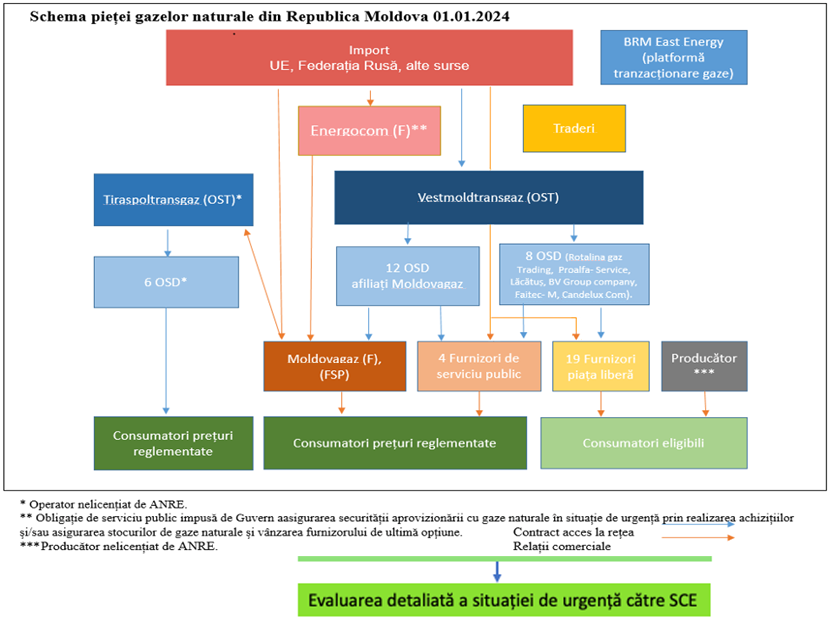 Schema pieței gazelor naturale din Republica Moldova 01.01.2024
Import
UE, Federația Rusă, alte surse
BRM East Energy
(platformă
tranzacționare gaze)
Energocom (F)**
Traderi
Tiraspoltransgaz (OST)*
Vestmoldtransgaz (OST)
6 OSD*
12 OSD
afiliați Moldovagaz
8 OSD (Rotalina gaz
Trading, Proalfa- Service,
Lăcătuș, BV Group company,
Faitec- M, Candelux Com).
Moldovagaz (F),
(FSP)
4 Furnizori de
serviciu public
19 Furnizori
piața liberă
Producător
***
Consumatori prețuri
reglementate
Consumatori prețuri reglementate
Consumatori eligibili
* Operator nelicențiat de ANRE.
** Obligație de serviciu public impusă de Guvern aasigurarea securității aprovizionării cu gaze naturale în situație de urgență prin realizarea achizițiilor
și/sau asigurarea stocurilor de gaze naturale și vânzarea furnizorului de ultimă opțiune.
Contract acces la rețea
***Producător nelicențiat de ANRE.
Relații comerciale
Evaluarea detaliată a situației de urgență către SCE